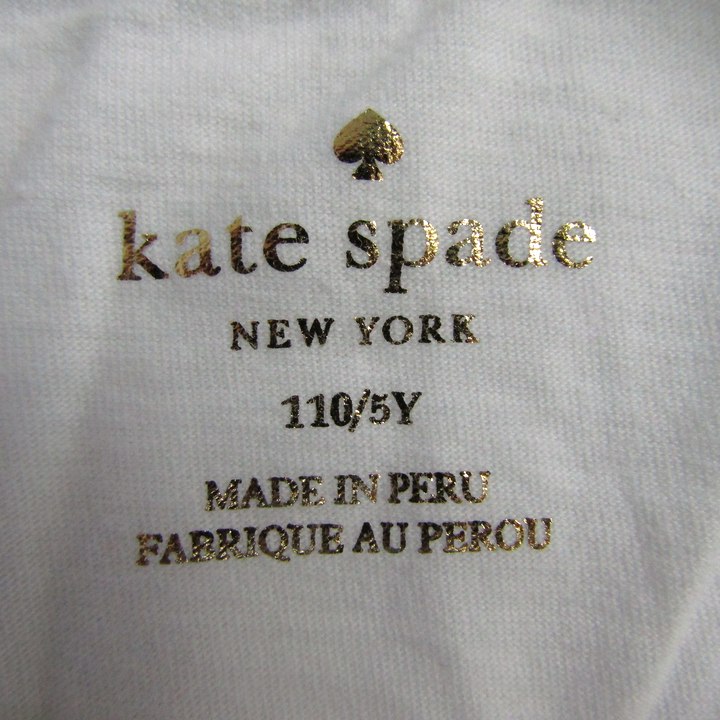 kate spade
NEW YORK
110/5Y
MADE IN PERU
FABRIQUE AU PEROU